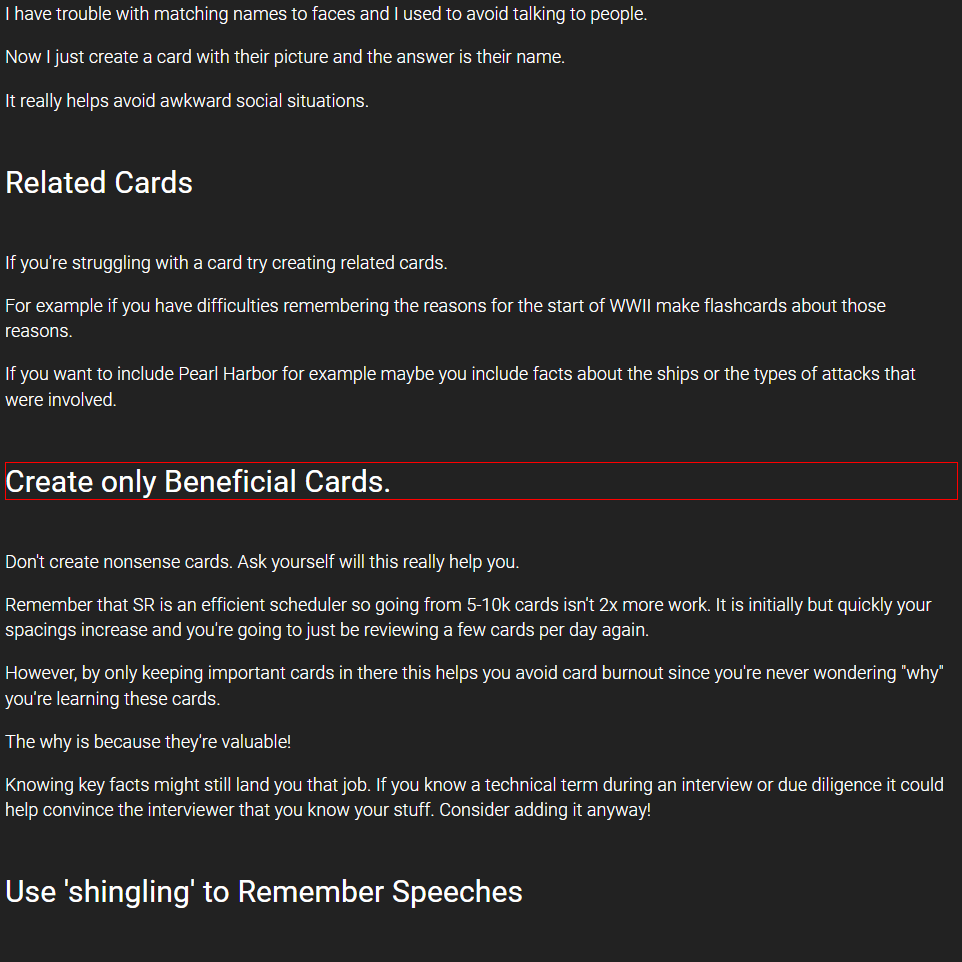 I have trouble with matching names to faces and I used to avoid talking to people.
Now I just create a card with their picture and the answer is their name.
It really helps avoid awkward social situations.
Related Cards
If you're struggling with a card try creating related cards.
For example if you have difficulties remembering the reasons for the start of WWII make flashcards about those
reasons.
If you want to include Pearl Harbor for example maybe you include facts about the ships or the types of attacks that
were involved.
Create only Beneficial Cards.
Don't create nonsense cards. Ask yourself will this really help you.
Remember that SR is an efficient scheduler so going from 5-10k cards isn't 2x more work. It is initially but quickly your
spacings increase and you're going to just be reviewing a few cards per day again.
However, by only keeping important cards in there this helps you avoid card burnout since you're never wondering "why"
you're learning these cards.
The why is because they're valuable!
Knowing key facts might still land you that job. If you know a technical term during an interview or due diligence it could
help convince the interviewer that you know your stuff. Consider adding it anyway!
Use 'shingling' to Remember Speeches